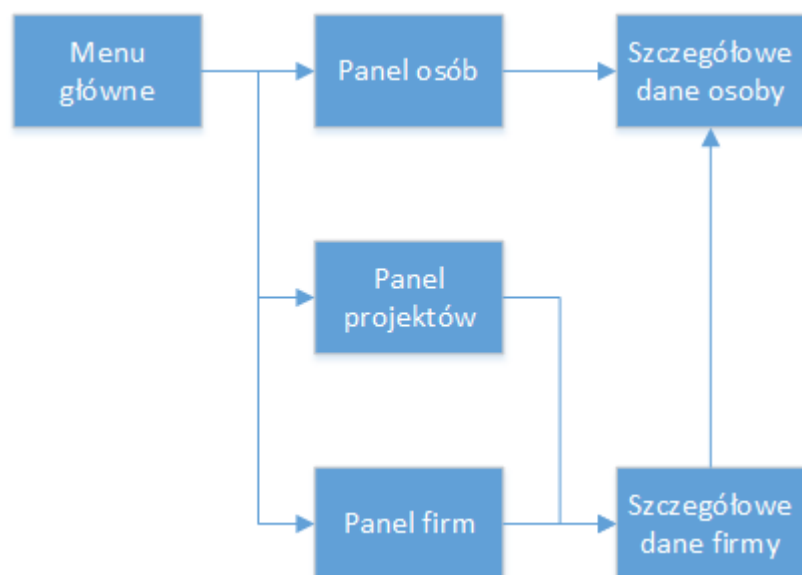 Menu
główne
Panel osób
Szczegółowe
dane osoby
Panel
projektów
Panel firm
Szczegółowe
dane firmy